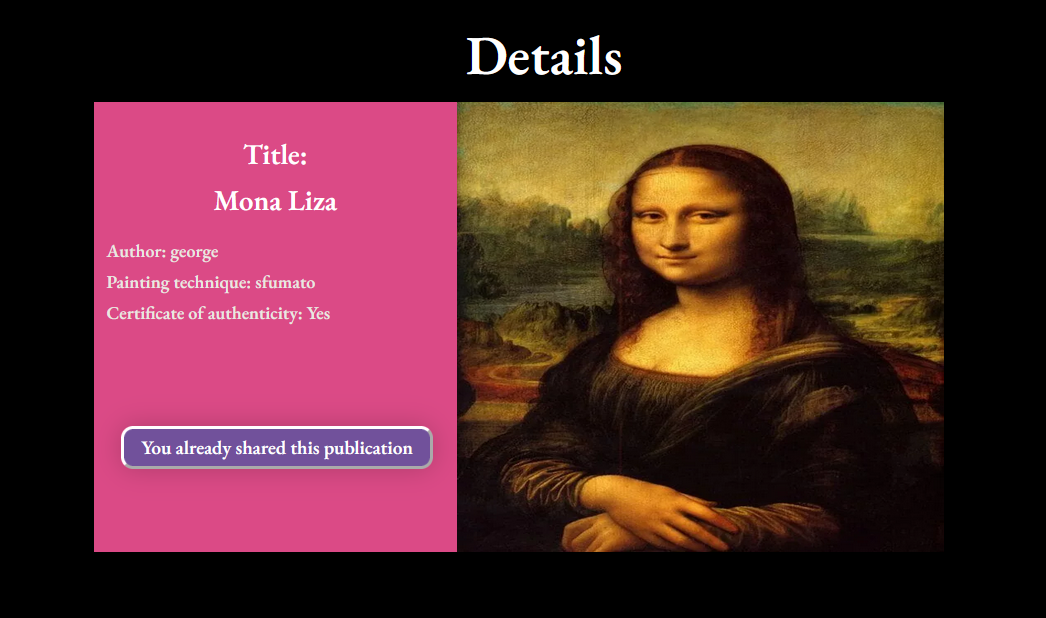 Details
Title:
Mona Liza
Author: george
Painting technique: sfumato
Certificate of authenticity: Yes
You already shared this publication